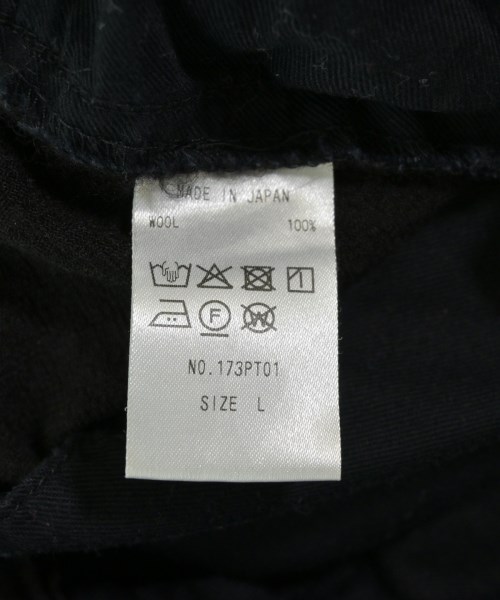 MADE IN JAPAN
WOOL 100%
F W
NO.173PT01
SIZE L